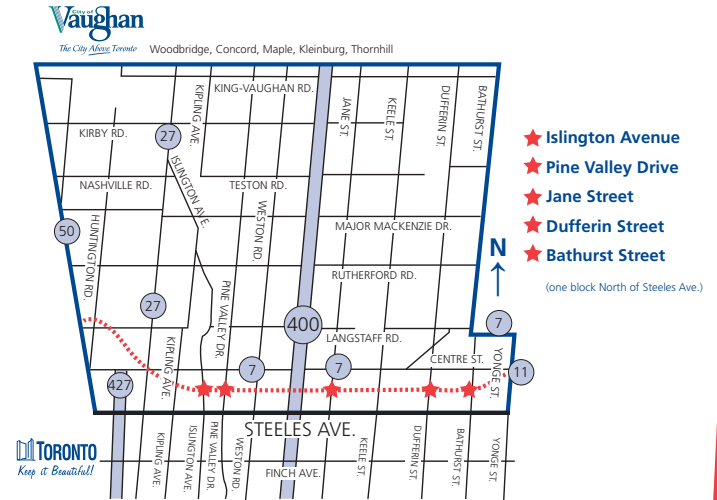 City of
Vaughan
The City Above Toronto
Woodbridge, Concord, Maple, Kleinburg, Thornhill
KING-VAUGHAN RD.
KIPLING AVE.
JANE ST.
KEELE ST.
DUFFERIN ST.
BATHURST ST.
KIRBY RD.
27
ISLINGTON AVE.
NASHVILLE RD.
TESTON RD.
50
HUNTINGTON RD.
WESTON RD.
MAJOR MACKENZIE DR.
RUTHERFORD RD.
27
PINE VALLEY DR.
400
LANGSTAFF RD.
7
KIPLING AVE.
7
7
CENTRE ST.
YONGE ST.
11
427
STEELES AVE.
KIPLING AVE.
ISLINGTON AVE.
PINE VALLEY DR.
WESTON RD.
KEELE ST.
DUFFERIN ST.
BATHURST ST.
YONGE ST.
FINCH AVE.
TORONTO
Keep it Beautiful!
Islington Avenue
Pine Valley Drive
Jane Street
Dufferin Street
Bathurst Street
N
(one block North of Steeles Ave.)